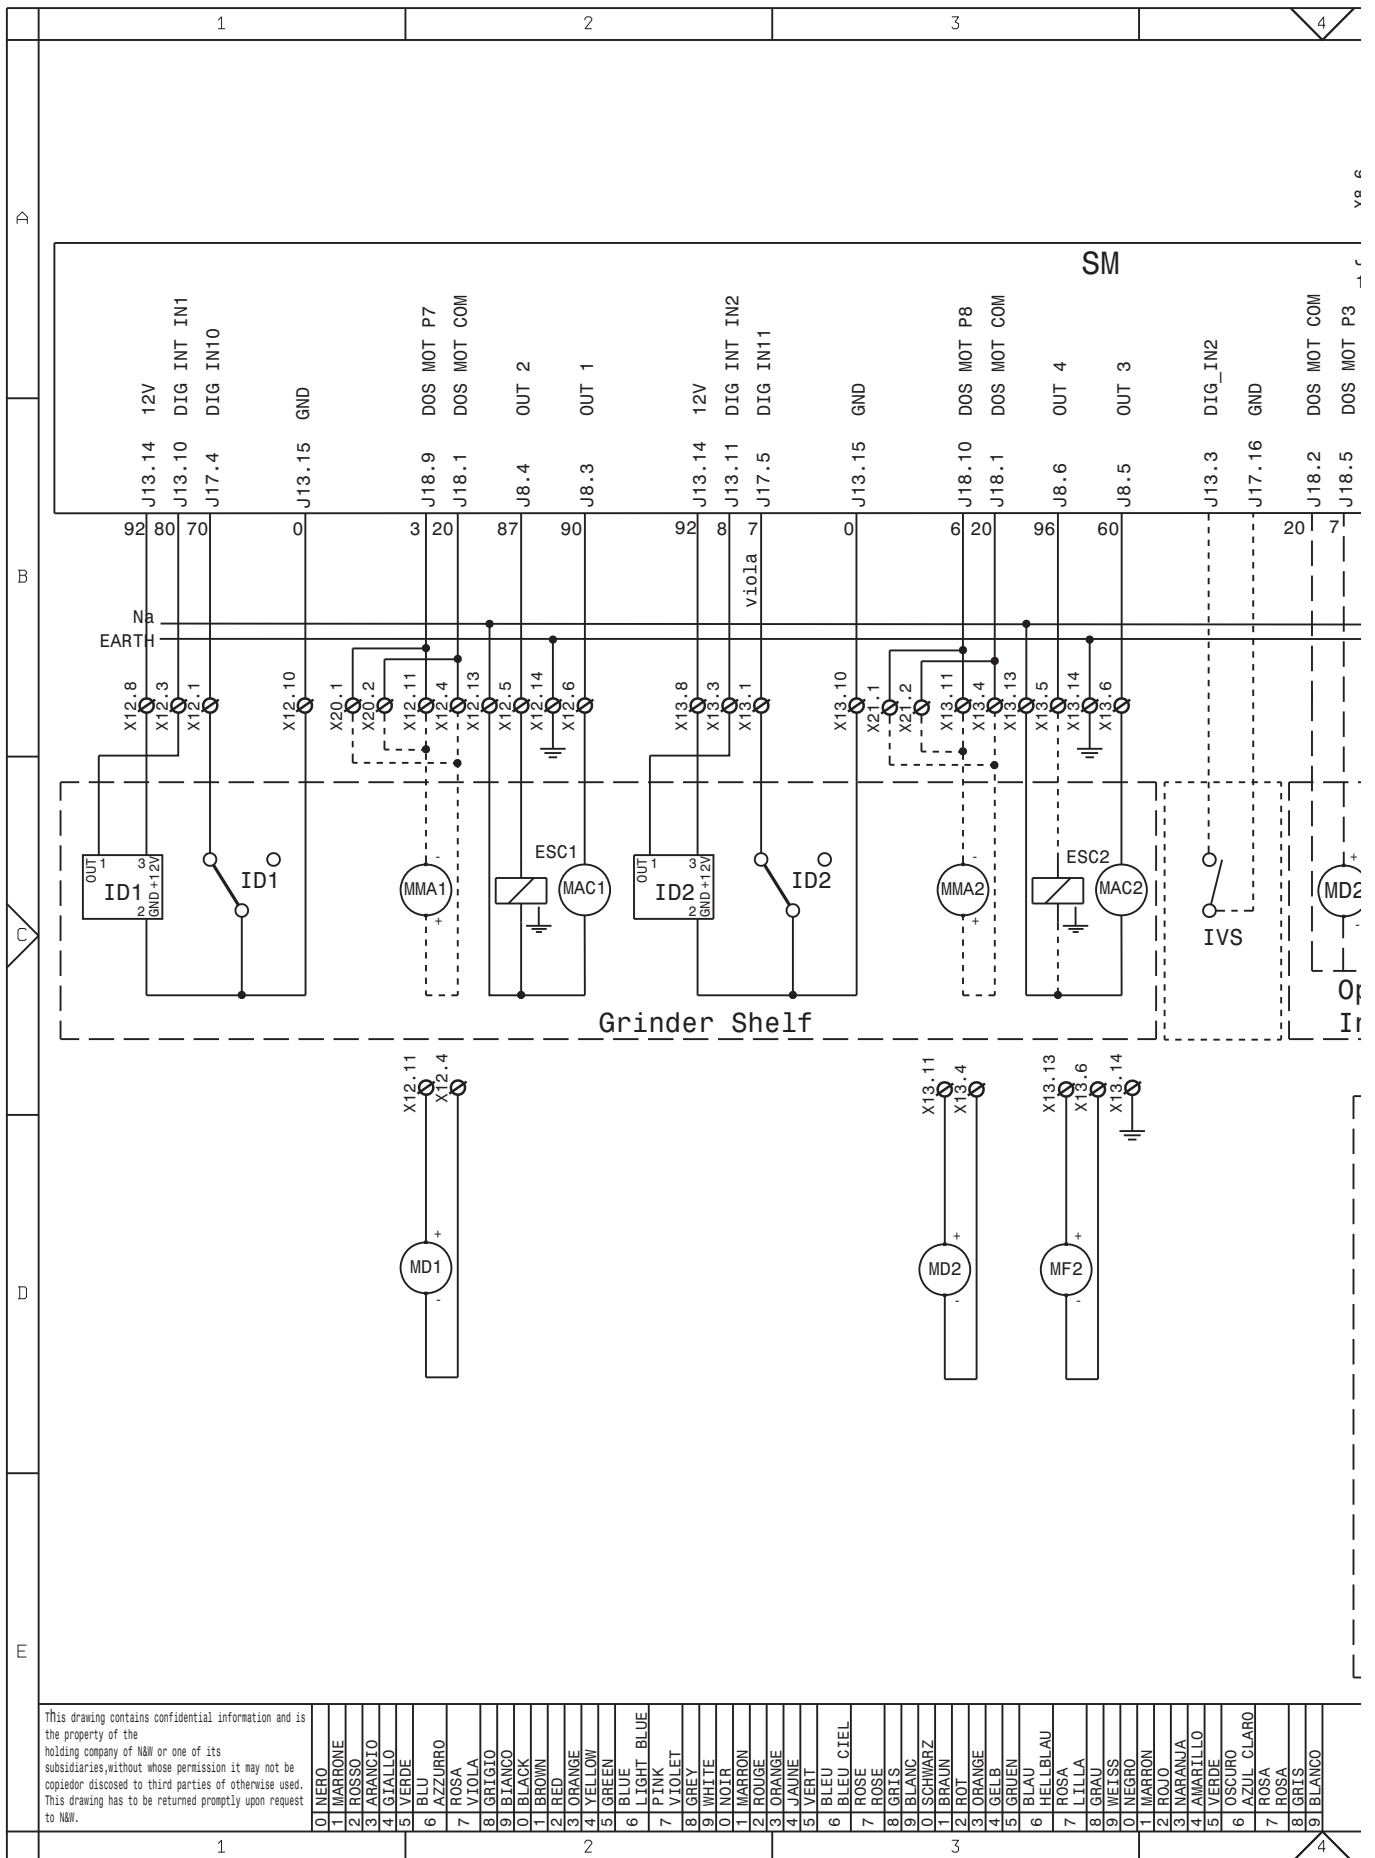 1 2 3 4
A
SM
12V
DIG INT IN1
DIG IN10
GND
DOS MOT P7
DOS MOT COM
OUT 2
OUT 1
12V
DIG INT IN2
DIG IN11
GND
DOS MOT P8
DOS MOT COM
OUT 4
OUT 3
DIG_IN2
GND
DOS MOT COM
DOS MOT P3
J13.14
J13.10
J17.4
J13.15
J18.9
J18.1
J8.4
J8.3
J13.14
J13.11
J17.5
J13.15
J18.10
J18.1
J8.6
J8.5
J13.3
J17.16
J18.2
J18.5
92 80 70 0 3 20 87 90 92 8 7 0 6 20 96 60 20 7
B
viola
Na
EARTH
X12.8
X12.3
X12.1
X12.10
X20.1
X20.2
X12.11
X12.4
X12.13
X12.5
X12.14
X12.6
X13.8
X13.3
X13.1
X13.10
X21.1
X21.2
X13.11
X13.4
X13.13
X13.5
X13.14
X13.6
OUT 1 3 +12V
ID1
2 GND
ID1
- MMA1 +
ESC1
MAC1
OUT 1 3 +12V
ID2
2 GND
ID2
- MMA2 +
ESC2
MAC2
IVS
+ MD2 -
C
Grinder Shelf
X12.11
X12.4
X13.11
X13.4
X13.13
X13.6
X13.14
+ MD1 -
+ MD2 -
+ MF2 -
D
E
This drawing contains confidential information and is
the property of the
holding company of N&W or one of its
subsidiaries,without whose permission it may not be
copiedor discosed to third parties of otherwise used.
This drawing has to be returned promptly upon request
to N&W.
0 NERO
1 MARRONE
2 ROSSO
3 ARANCIO
4 GIALLO
5 VERDE
6 BLU AZZURRO
7 ROSA VIOLA
8 GRIGIO
9 BIANCO
0 BLACK
1 BROWN
2 RED
3 ORANGE
4 YELLOW
5 GREEN
6 BLUE LIGHT BLUE
7 PINK VIOLET
8 GREY
9 WHITE
0 NOIR
1 MARRON
2 ROUGE
3 ORANGE
4 JAUNE
5 VERT
6 BLEU BLEU CIEL
7 ROSE ROSE
8 GRIS
9 BLANC
0 SCHWARZ
1 BRAUN
2 ROT
3 ORANGE
4 GELB
5 GRUEN
6 BLAU HELLBLAU
7 ROSA LILLA
8 GRAU
9 WEISS
0 NEGRO
1 MARRON
2 ROJO
3 NARANJA
4 AMARILLO
5 VERDE
6 OSCURO AZUL CLARO
7 ROSA ROSA
8 GRIS
9 BLANCO
1 2 3 4